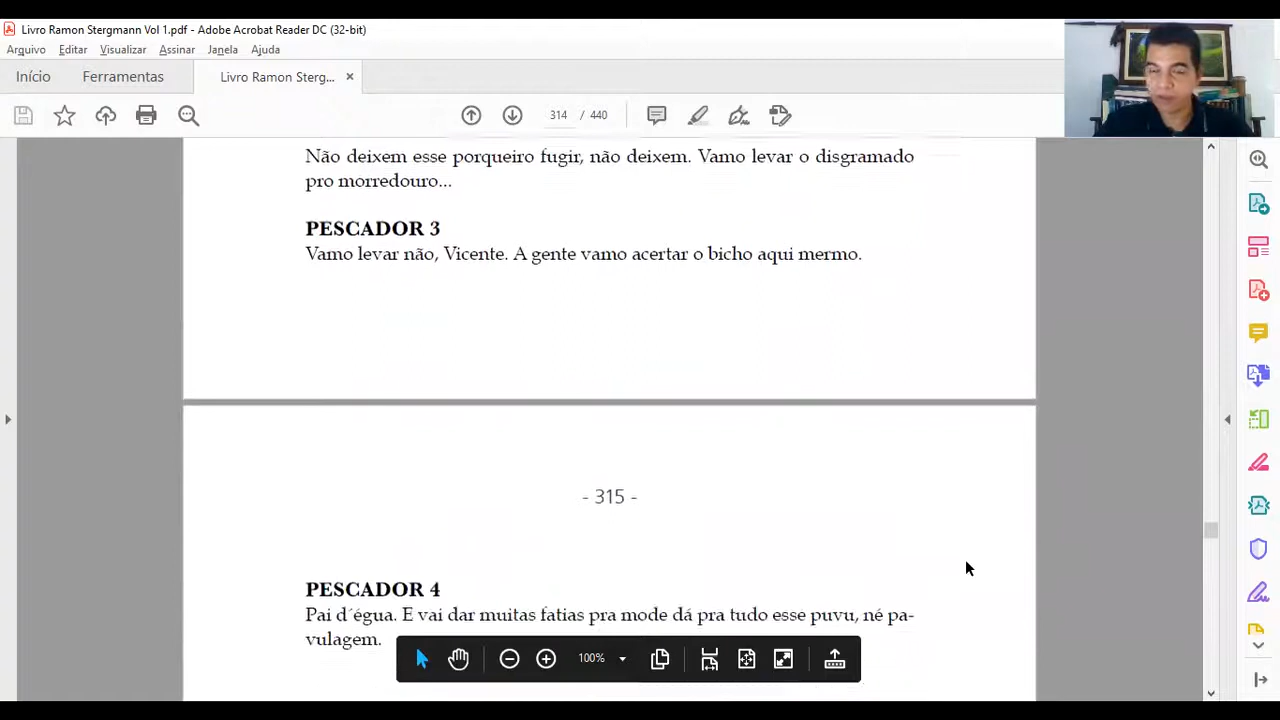 Livro Ramon Stergmann Vol 1.pdf - Adobe Acrobat Reader DC (32-bit)
Arquivo Editar Visualizar Assinar Janela Ajuda
Início Ferramentas Livro Ramon Sterg... ×
314 / 440
Não deixem esse porqueiro fugir, não deixem. Vamo levar o disgramado
pro morredouro...
PESCADOR 3
Vamo levar não, Vicente. A gente vamo acertar o bicho aqui mermo.
- 315 -
PESCADOR 4
Pai d´égua. E vai dar muitas fatias pra mode dá pra tudo esse puvu, né pa-
vulagem.
100%